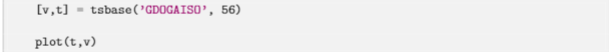 [v,t] = tsbase('GDOGAISO', 56)
plot(t,v)